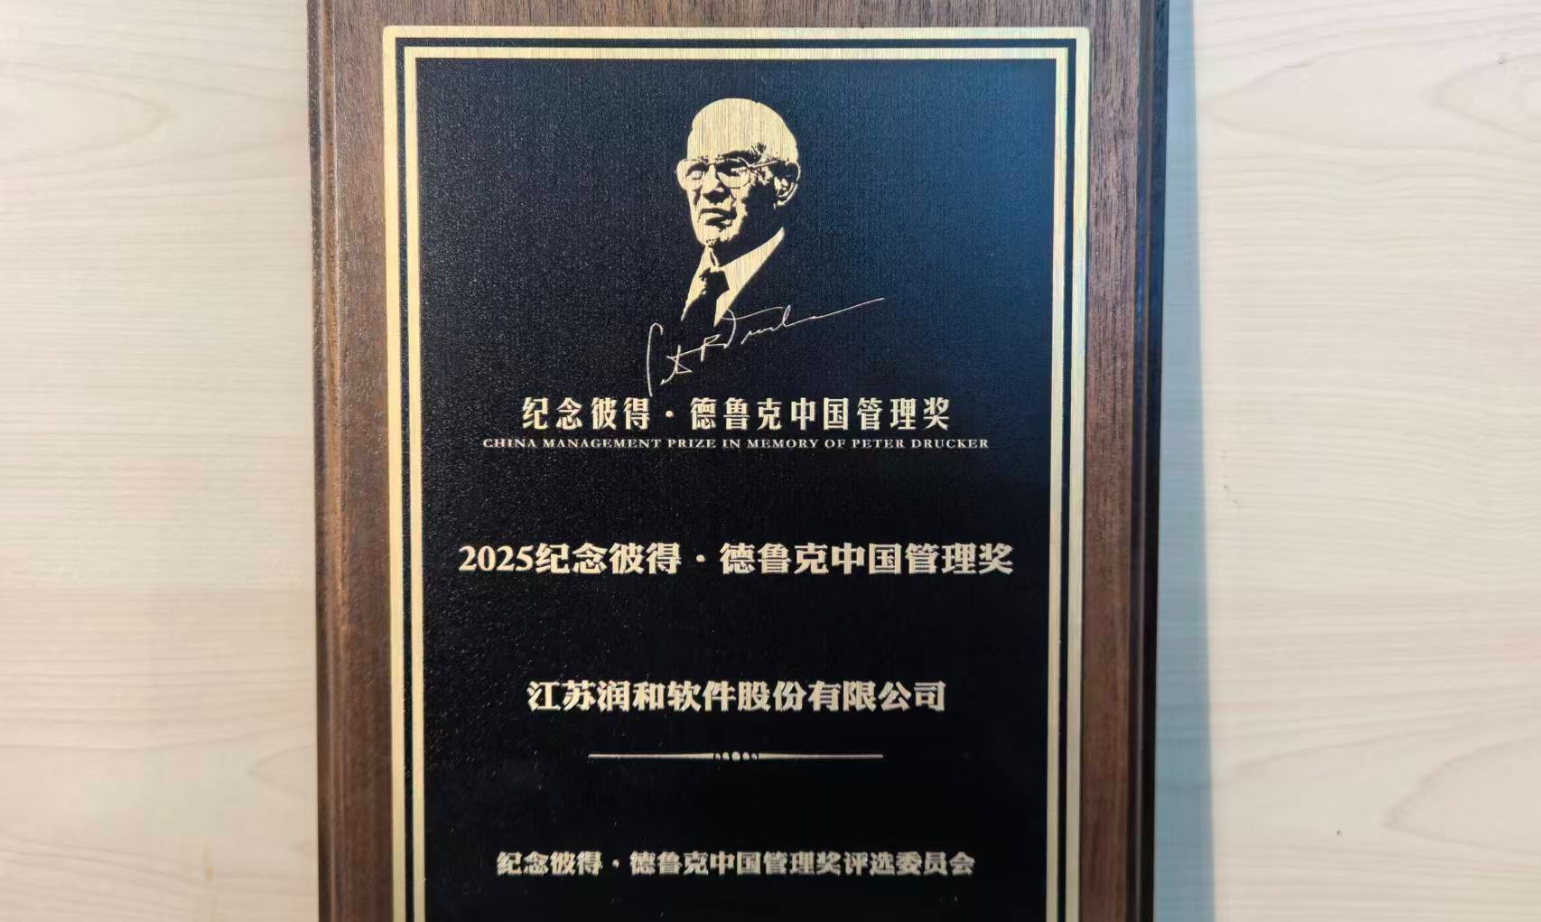 Peter F Drucker
纪念彼得·德鲁克中国管理奖
CHINA MANAGEMENT PRIZE IN MEMORY OF PETER DRUCKER
2025纪念彼得·德鲁克中国管理奖
江苏润和软件股份有限公司
纪念彼得·德鲁克中国管理奖评选委员会